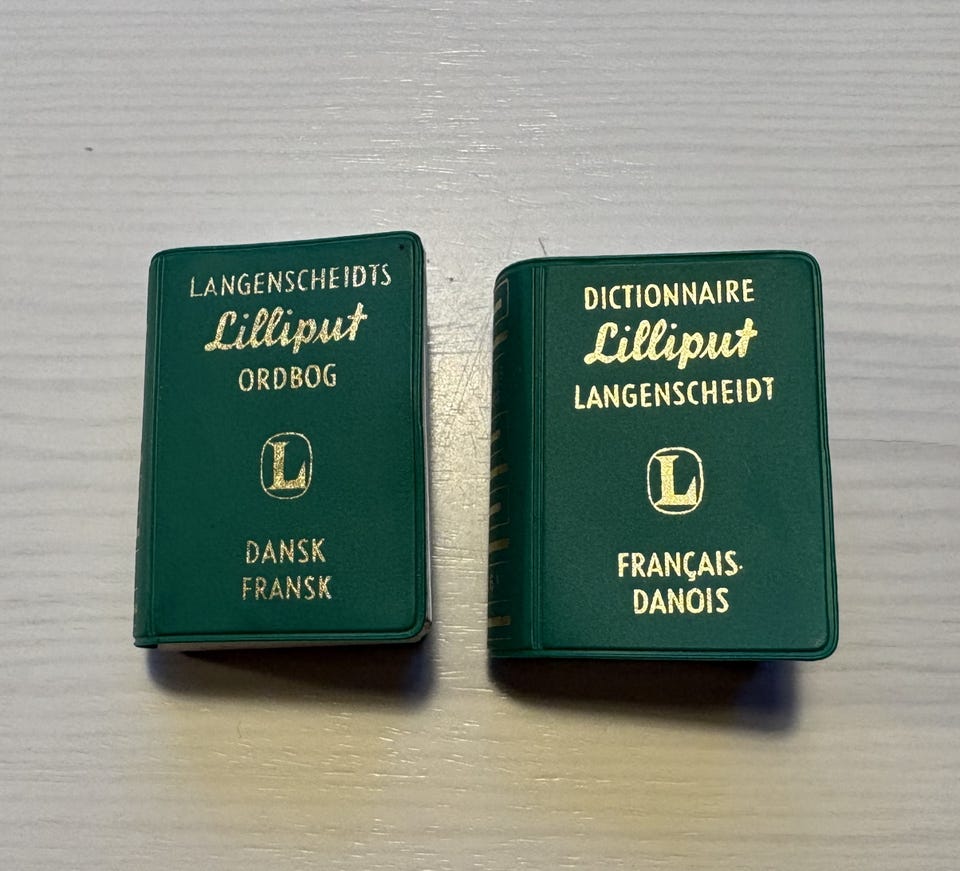 LANGENSCHEIDTS
Lilliput
ORDBOG
L
DANSK
FRANSK
DICTIONNAIRE
Lilliput
LANGENSCHEIDT
L
FRANÇAIS-
DANOIS